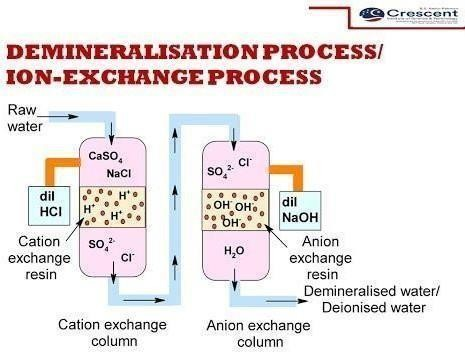 Crescent
DEMINERALISATION PROCESS/
ION-EXCHANGE PROCESS
Raw
water
CaSO₄
NaCl
dil
HCl
H⁺
H⁺
H⁺
Cation
exchange
resin
SO₄²⁻
Cl⁻
Cation exchange
column
SO₄²⁻ Cl⁻
OH⁻ OH⁻
OH⁻
dil
NaOH
H₂O
Anion
exchange
resin
Demineralised water/
Deionised water
Anion exchange
column